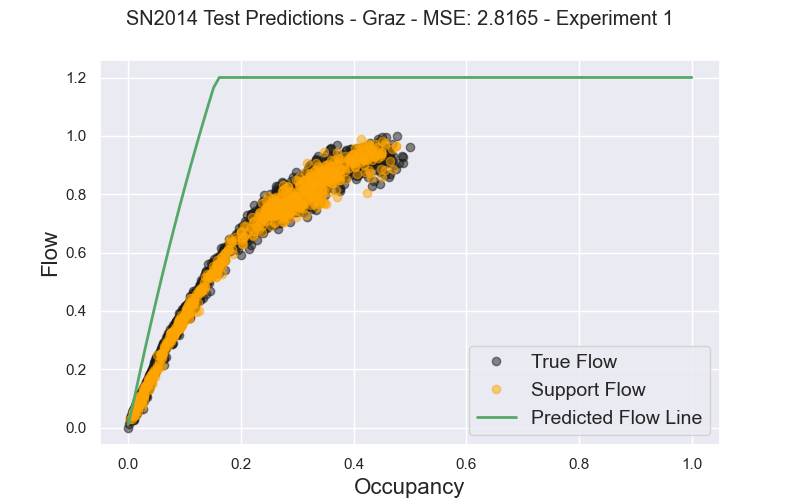 SN2014 Test Predictions - Graz - MSE: 2.8165 - Experiment 1
1.2
1.0
0.8
0.6
0.4
0.2
0.0
Flow
True Flow
Support Flow
Predicted Flow Line
0.0 0.2 0.4 0.6 0.8 1.0
Occupancy